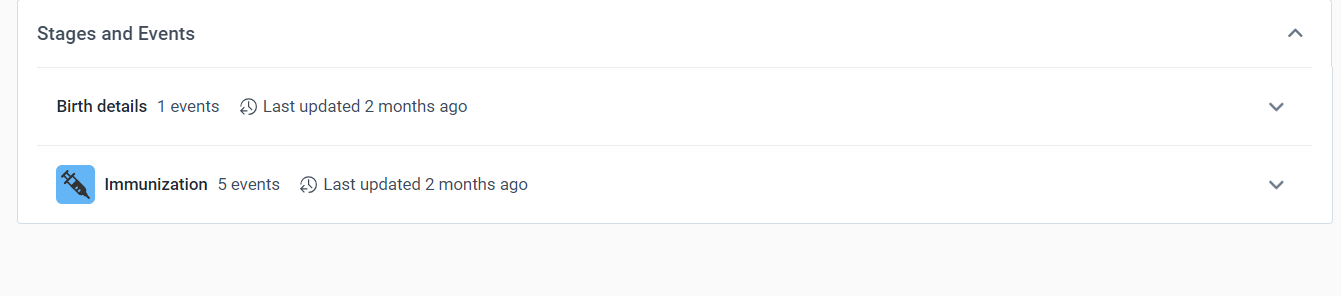 Stages and Events
Birth details 1 events Last updated 2 months ago
Immunization 5 events Last updated 2 months ago